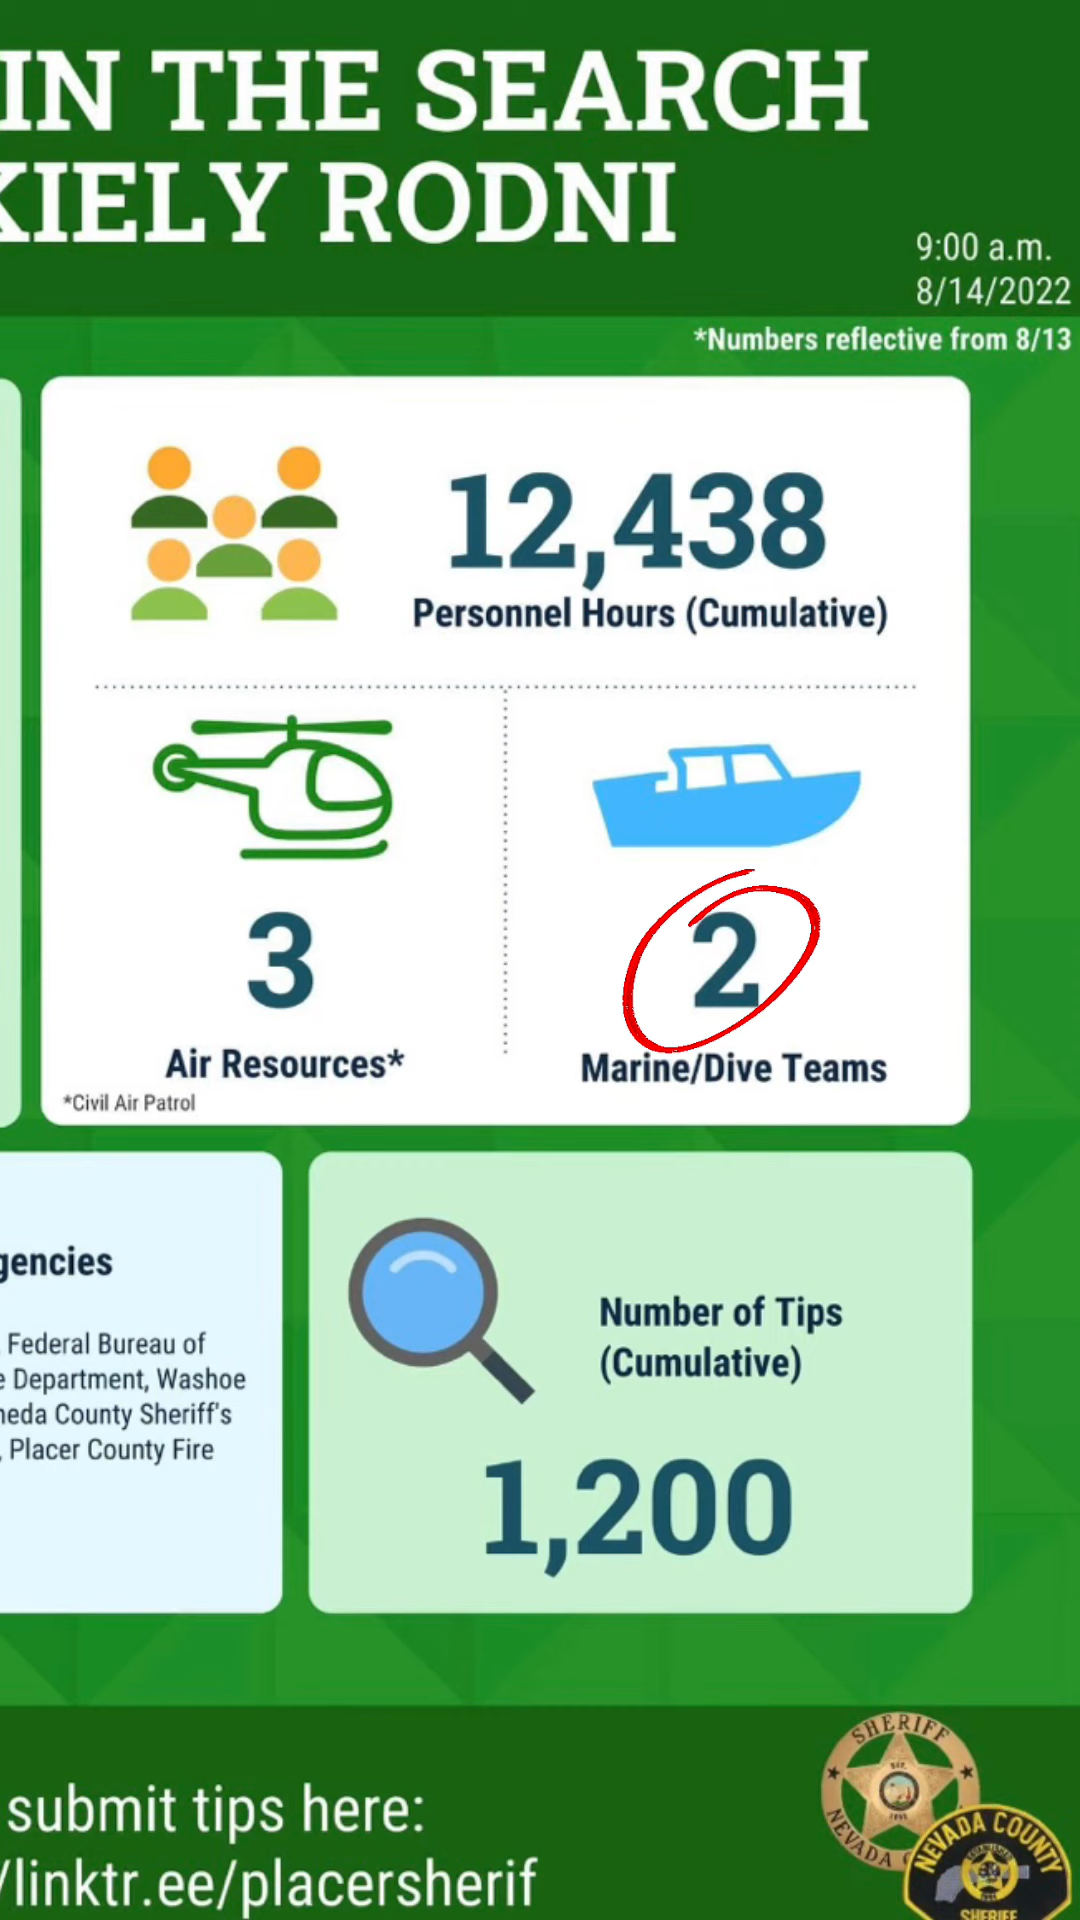 IN THE SEARCH
KIELY RODNI
9:00 a.m.
8/14/2022
*Numbers reflective from 8/13
12,438
Personnel Hours (Cumulative)
3
Air Resources*
*Civil Air Patrol
2
Marine/Dive Teams
gencies
Federal Bureau of
e Department, Washoe
neda County Sheriff's
, Placer County Fire
Number of Tips
(Cumulative)
1,200
submit tips here:
/linktr.ee/placersherif
SHERIFF
NEVADA C
NEVADA COUNTY
SHERIFF